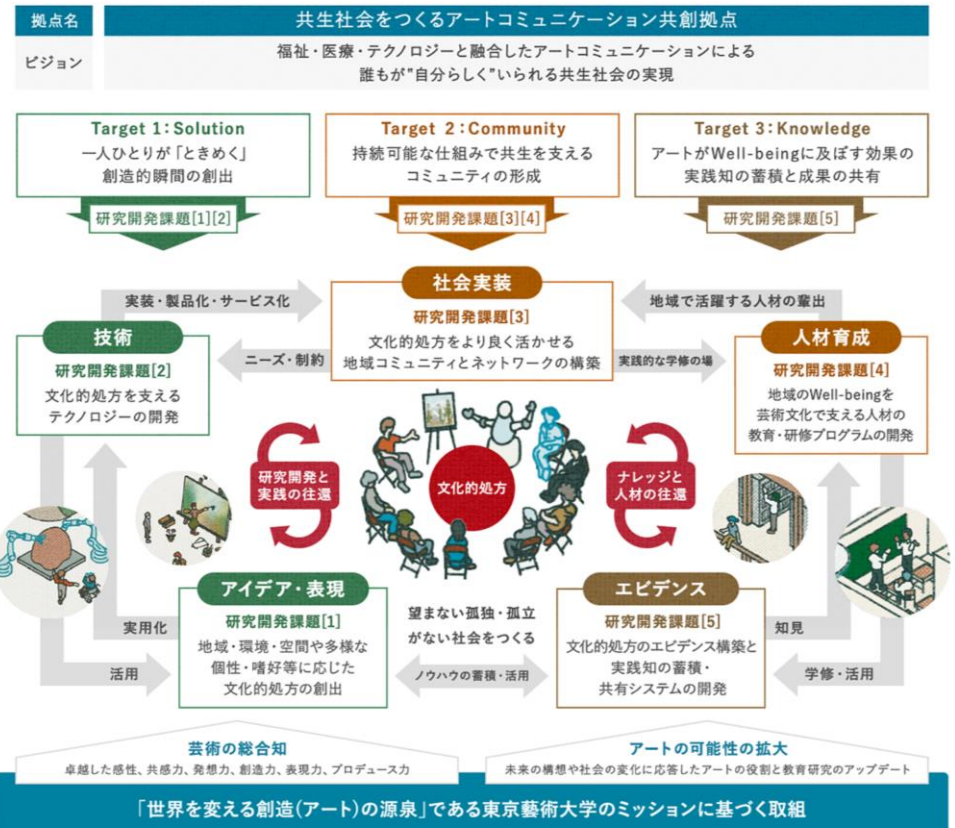 拠点名
共生社会をつくるアートコミュニケーション共創拠点
ビジョン
福祉・医療・テクノロジーと融合したアートコミュニケーションによる
誰もが"自分らしく"いられる共生社会の実現
Target 1：Solution
一人ひとりが「ときめく」
創造的瞬間の創出
研究開発課題[1][2]
Target 2：Community
持続可能な仕組みで共生を支える
コミュニティの形成
研究開発課題[3][4]
Target 3：Knowledge
アートがWell-beingに及ぼす効果の
実践知の蓄積と成果の共有
研究開発課題[5]
社会実装
研究開発課題[3]
文化的処方をより良く活かせる
地域コミュニティとネットワークの構築
実装・製品化・サービス化
地域で活躍する人材の輩出
技術
研究開発課題[2]
文化的処方を支える
テクノロジーの開発
ニーズ・制約
実践的な学修の場
人材育成
研究開発課題[4]
地域のWell-beingを
芸術文化で支える人材の
教育・研修プログラムの開発
研究開発と
実践の往還
文化的処方
ナレッジと
人材の往還
アイデア・表現
研究開発課題[1]
地域・環境・空間や多様な
個性・嗜好等に応じた
文化的処方の創出
望まない孤独・孤立
がない社会をつくる
エビデンス
研究開発課題[5]
文化的処方のエビデンス構築と
実践知の蓄積・
共有システムの開発
実用化
活用
ノウハウの蓄積・活用
知見
学修・活用
芸術の総合知
卓越した感性、共感力、発想力、創造力、表現力、プロデュース力
アートの可能性の拡大
未来の構想や社会の変化に応答したアートの役割と教育研究のアップデート
「世界を変える創造(アート)の源泉」である東京藝術大学のミッションに基づく取組